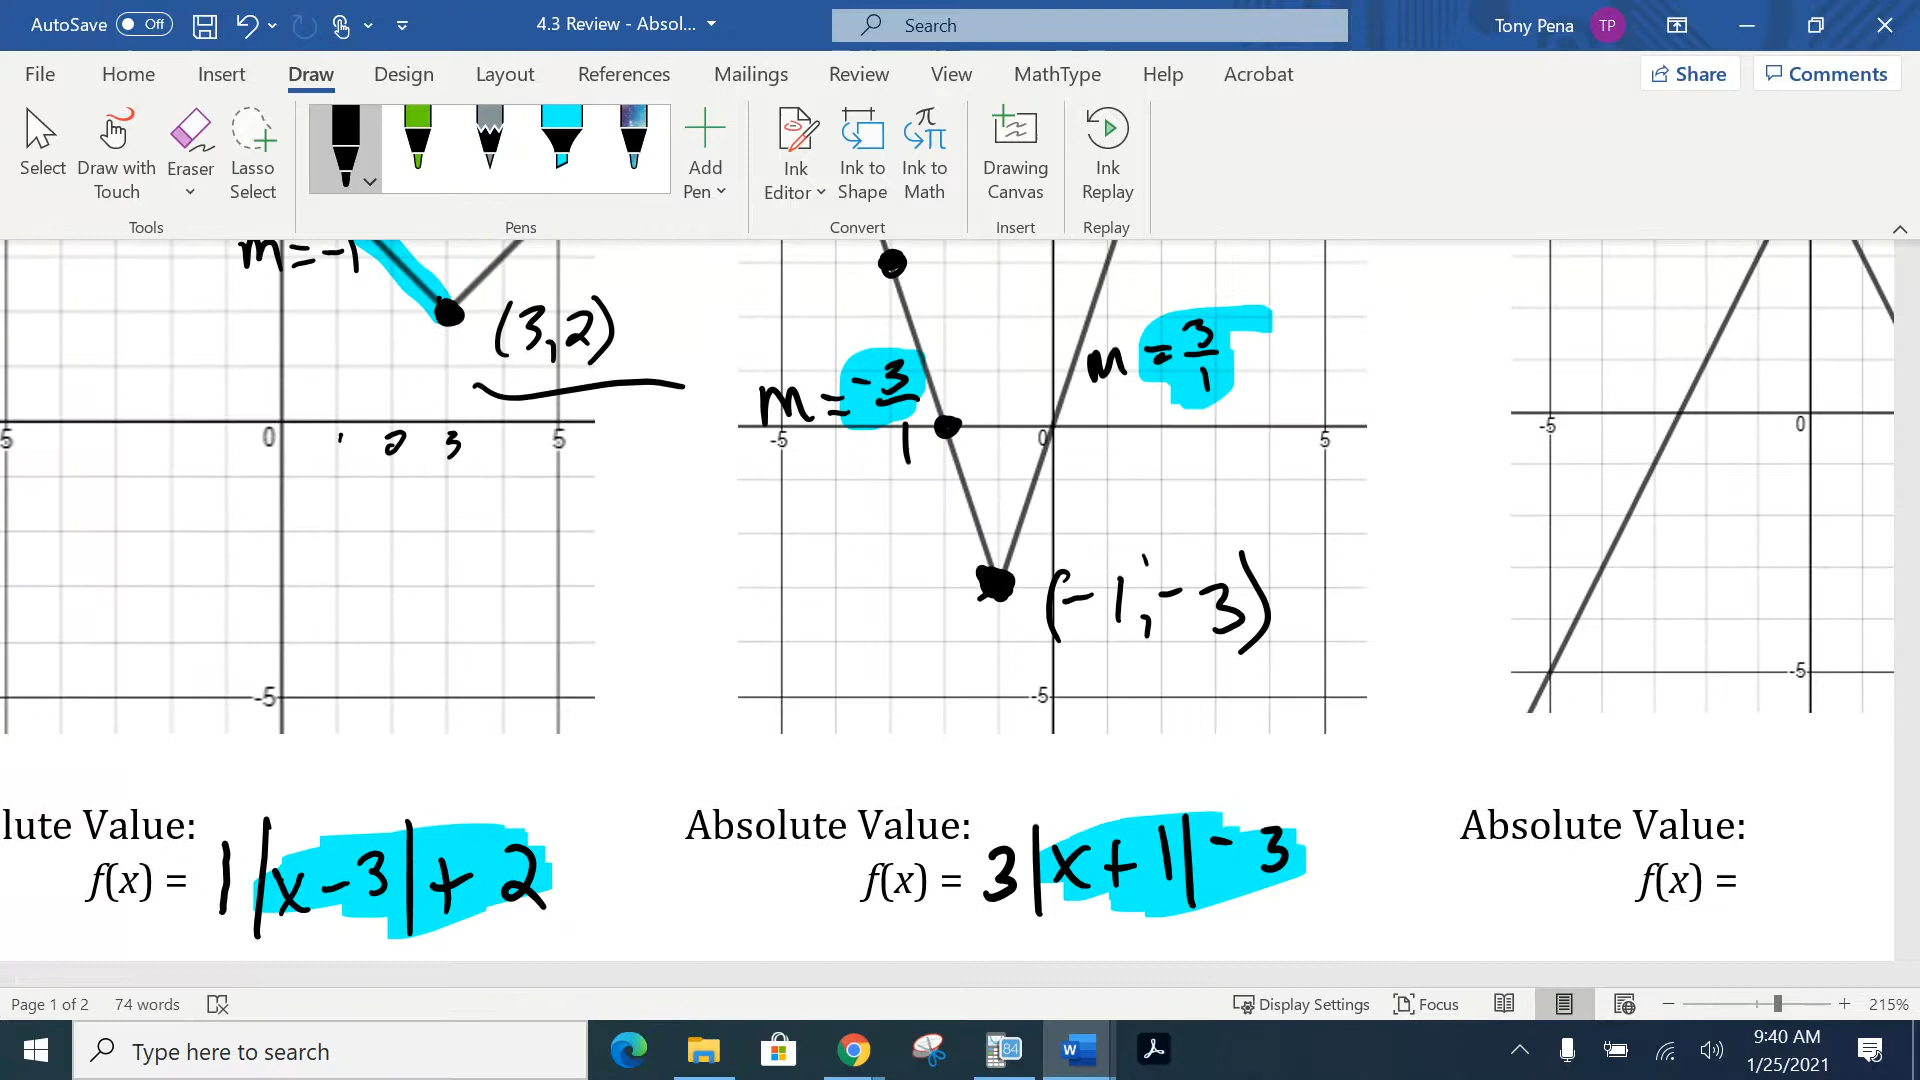 AutoSave Off 4.3 Review - Absol... Search Tony Pena TP
File Home Insert Draw Design Layout References Mailings Review View MathType Help Acrobat Share Comments
Select Draw with Touch Eraser Lasso Select Add Pen Ink Editor Ink to Shape Ink to Math Drawing Canvas Ink Replay
Tools Pens Convert Insert Replay
m = -1
(3,2)
5 0 5
1 2 3
-5
m = -3/1
m = 3/1
-5 0 5
(-1, -3)
-5
-5 0
-5
lute Value: Absolute Value: Absolute Value:
f(x) = 1|x-3|+2 f(x) = 3|x+1|-3 f(x) =
Page 1 of 2 74 words Display Settings Focus 215%
Type here to search 84 W 9:40 AM
1/25/2021